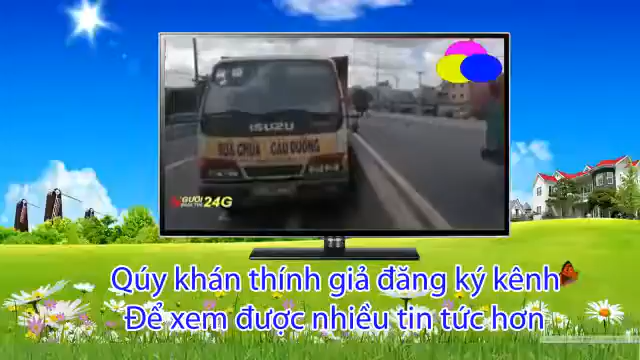 ISUZU
SỬA CHỮA CẦU ĐƯỜNG
NGƯỜI
24G
Qúy khán thính giả đăng ký kênh
Để xem được nhiều tin tức hơn